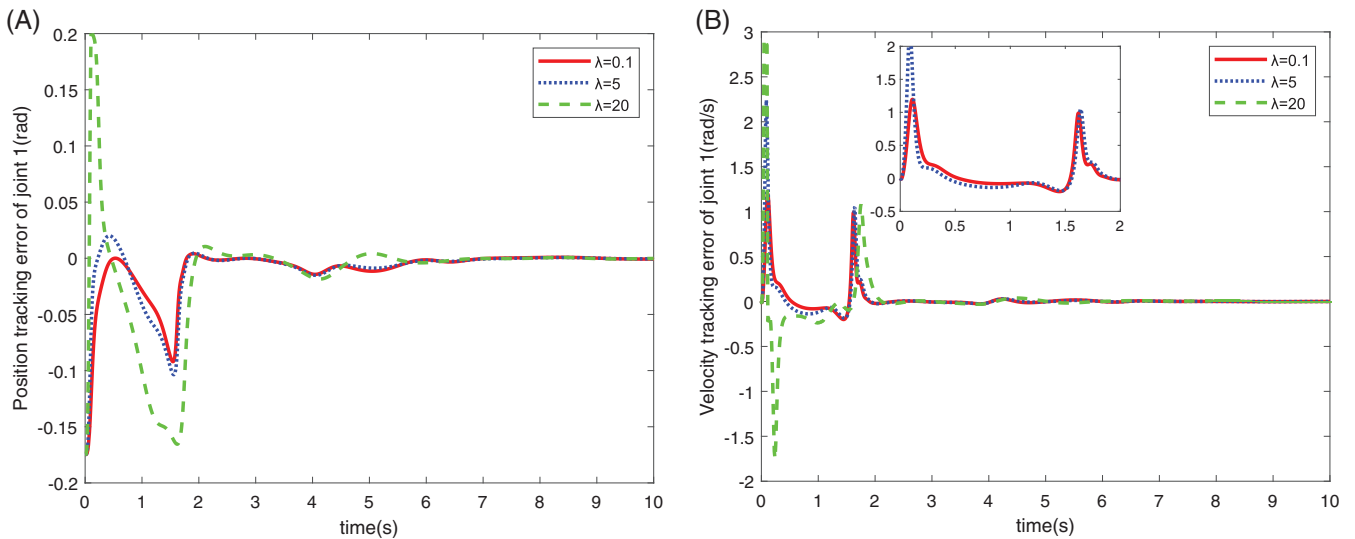 (A)
Position tracking error of joint 1(rad)
0.2
0.15
0.1
0.05
0
-0.05
-0.1
-0.15
-0.2
0 1 2 3 4 5 6 7 8 9 10
time(s)
λ=0.1
λ=5
λ=20
(B)
Velocity tracking error of joint 1(rad/s)
3
2.5
2
1.5
1
0.5
0
-0.5
-1
-1.5
-2
0 1 2 3 4 5 6 7 8 9 10
time(s)
2
1.5
1
0.5
0
-0.5
0 0.5 1 1.5 2
λ=0.1
λ=5
λ=20